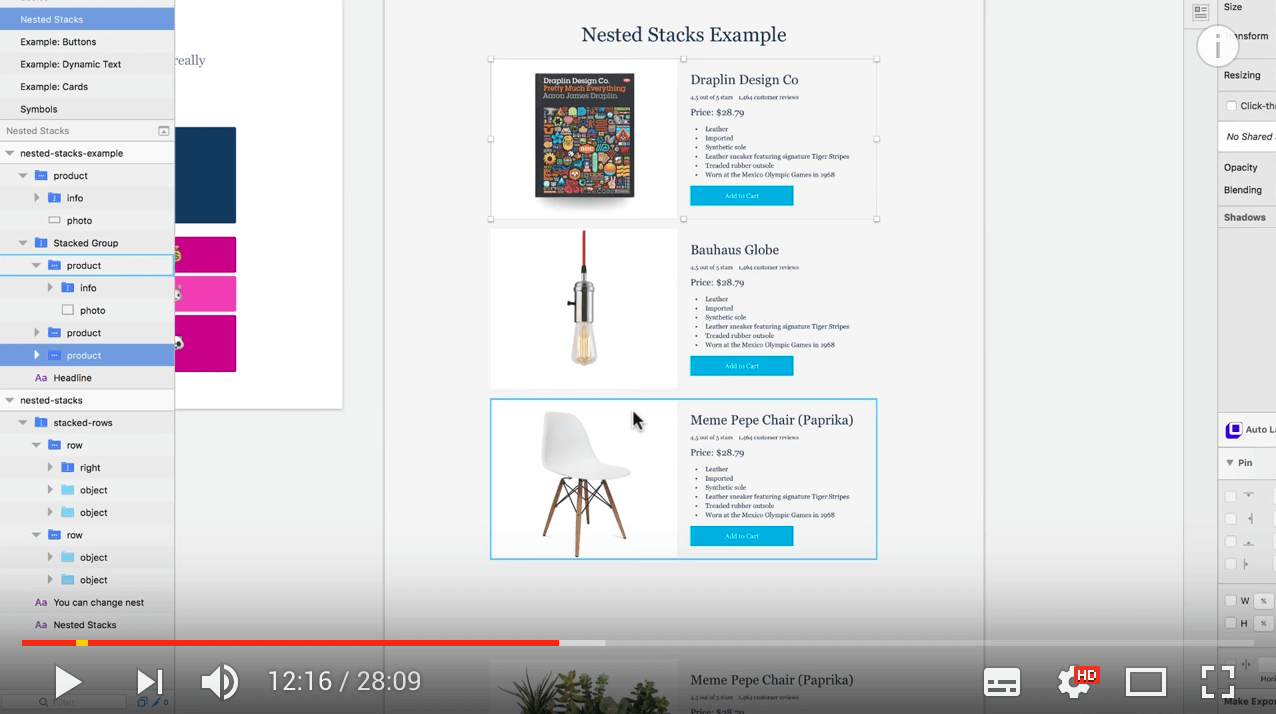 Nested Stacks
Example: Buttons
Example: Dynamic Text
Example: Cards
Symbols
Nested Stacks
nested-stacks-example
product
info
photo
Stacked Group
product
info
photo
product
product
Headline
nested-stacks
stacked-rows
row
right
object
object
row
object
object
You can change nest
Nested Stacks
Filter
0
really
Nested Stacks Example
Draplin Design Co.
Pretty Much Everything
Aaron James Draplin
Draplin Design Co
4.5 out of 5 stars 1,464 customer reviews
Price: $28.79
• Leather
• Imported
• Synthetic sole
• Leather sneaker featuring signature Tiger Stripes
• Treaded rubber outsole
• Worn at the Mexico Olympic Games in 1968
Add to Cart
Bauhaus Globe
4.5 out of 5 stars 1,464 customer reviews
Price: $28.79
• Leather
• Imported
• Synthetic sole
• Leather sneaker featuring signature Tiger Stripes
• Treaded rubber outsole
• Worn at the Mexico Olympic Games in 1968
Add to Cart
Meme Pepe Chair (Paprika)
4.5 out of 5 stars 1,464 customer reviews
Price: $28.79
• Leather
• Imported
• Synthetic sole
• Leather sneaker featuring signature Tiger Stripes
• Treaded rubber outsole
• Worn at the Mexico Olympic Games in 1968
Add to Cart
Meme Pepe Chair (Paprika)
4.5 out of 5 stars 1,464 customer reviews
Price: $28.79
Size
Transform
Resizing
Click-thr
No Shared
Opacity
Blending
Shadows
Auto La
Pin
W %
H %
Hori
Make Expor
12:16 / 28:09
HD